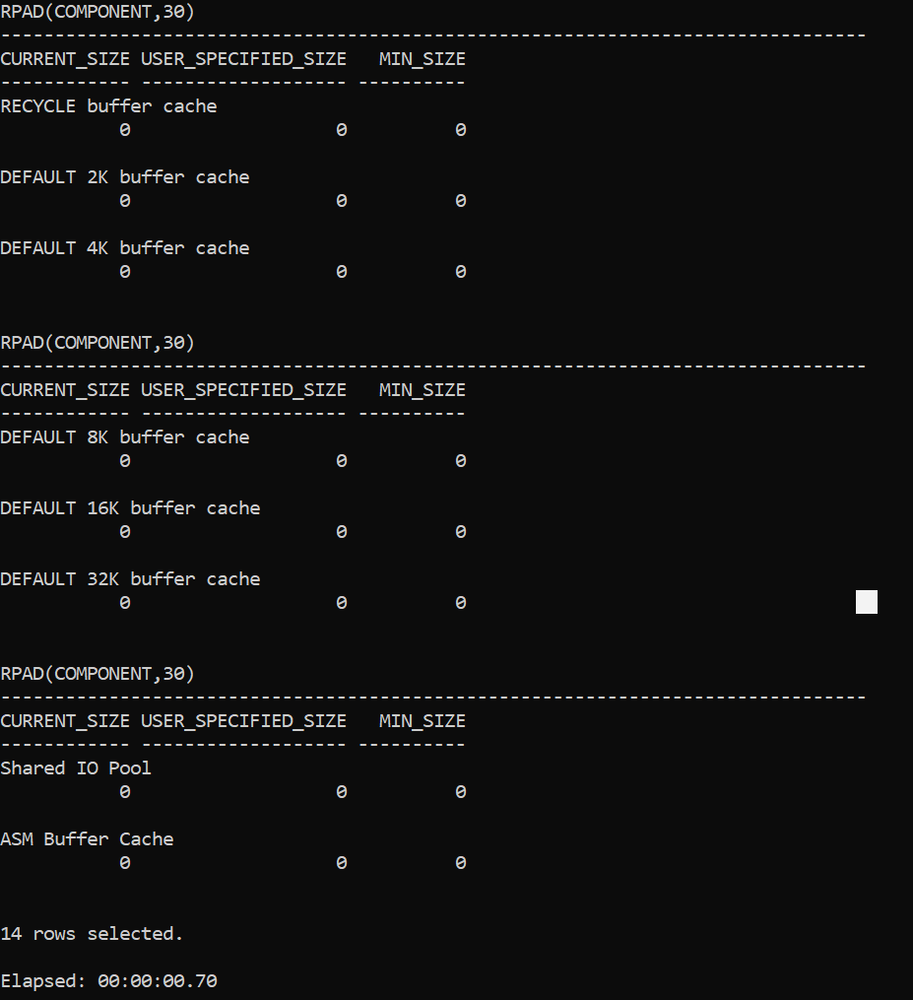 RPAD(COMPONENT,30)
--------------------------------------------------------------------------------
CURRENT_SIZE USER_SPECIFIED_SIZE   MIN_SIZE
------------ ------------------- ----------
RECYCLE buffer cache
           0                   0          0

DEFAULT 2K buffer cache
           0                   0          0

DEFAULT 4K buffer cache
           0                   0          0


RPAD(COMPONENT,30)
--------------------------------------------------------------------------------
CURRENT_SIZE USER_SPECIFIED_SIZE   MIN_SIZE
------------ ------------------- ----------
DEFAULT 8K buffer cache
           0                   0          0

DEFAULT 16K buffer cache
           0                   0          0

DEFAULT 32K buffer cache
           0                   0          0


RPAD(COMPONENT,30)
--------------------------------------------------------------------------------
CURRENT_SIZE USER_SPECIFIED_SIZE   MIN_SIZE
------------ ------------------- ----------
Shared IO Pool
           0                   0          0

ASM Buffer Cache
           0                   0          0


14 rows selected.

Elapsed: 00:00:00.70